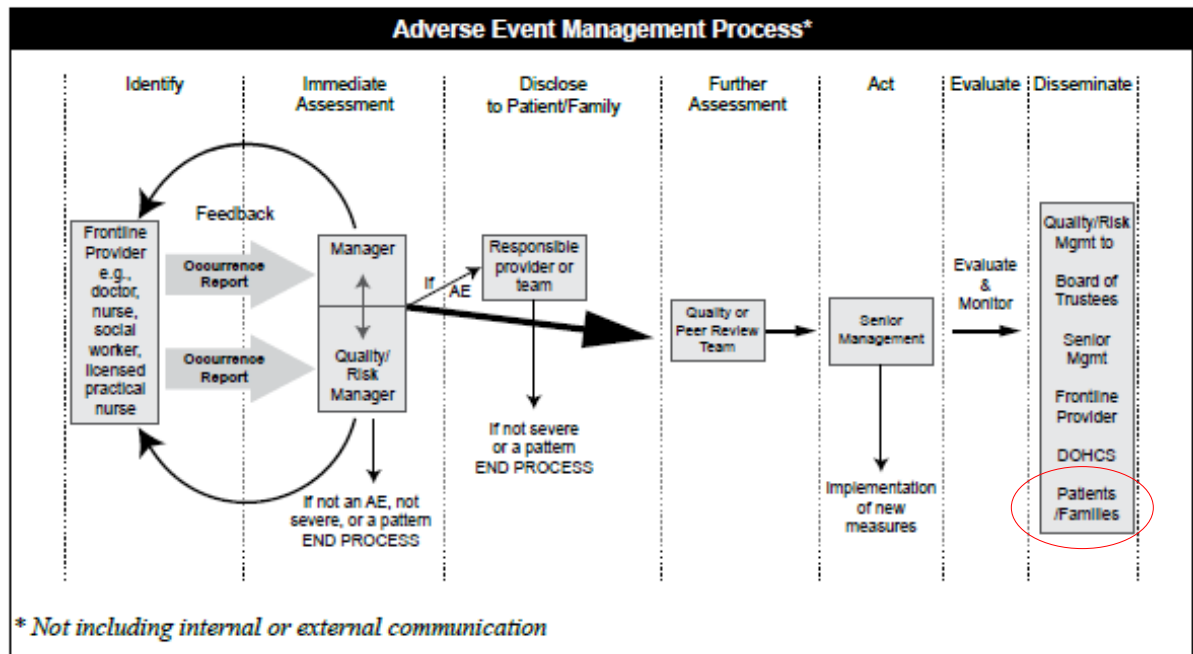 Adverse Event Management Process*
Identify
Immediate
Assessment
Disclose
to Patient/Family
Further
Assessment
Act
Evaluate
Disseminate
Feedback
Frontline
Provider
e.g.,
doctor,
nurse,
social
worker,
licensed
practical
nurse
Occurrence
Report
Occurrence
Report
Manager
Quality/
Risk
Manager
If not an AE, not
severe, or a pattern
END PROCESS
If
AE
Responsible
provider or
team
If not severe
or a pattern
END PROCESS
Quality or
Peer Review
Team
Senior
Management
Implementation
of new
measures
Evaluate
&
Monitor
Quality/Risk
Mgmt to
Board of
Trustees
Senior
Mgmt
Frontline
Provider
DOHCS
Patients
/Families
* Not including internal or external communication